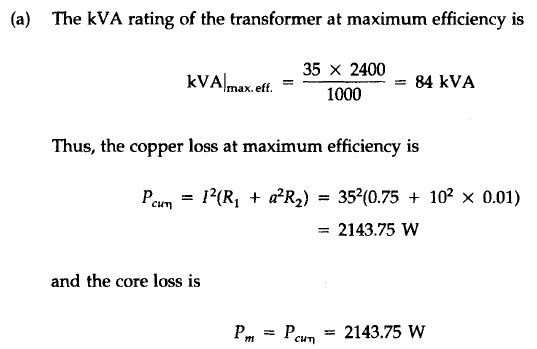 (a) The kVA rating of the transformer at maximum efficiency is
kVA|max. eff. = 35 × 2400 / 1000 = 84 kVA
Thus, the copper loss at maximum efficiency is
Pcuη = I²(R₁ + a²R₂) = 35²(0.75 + 10² × 0.01)
= 2143.75 W
and the core loss is
Pm = Pcuη = 2143.75 W